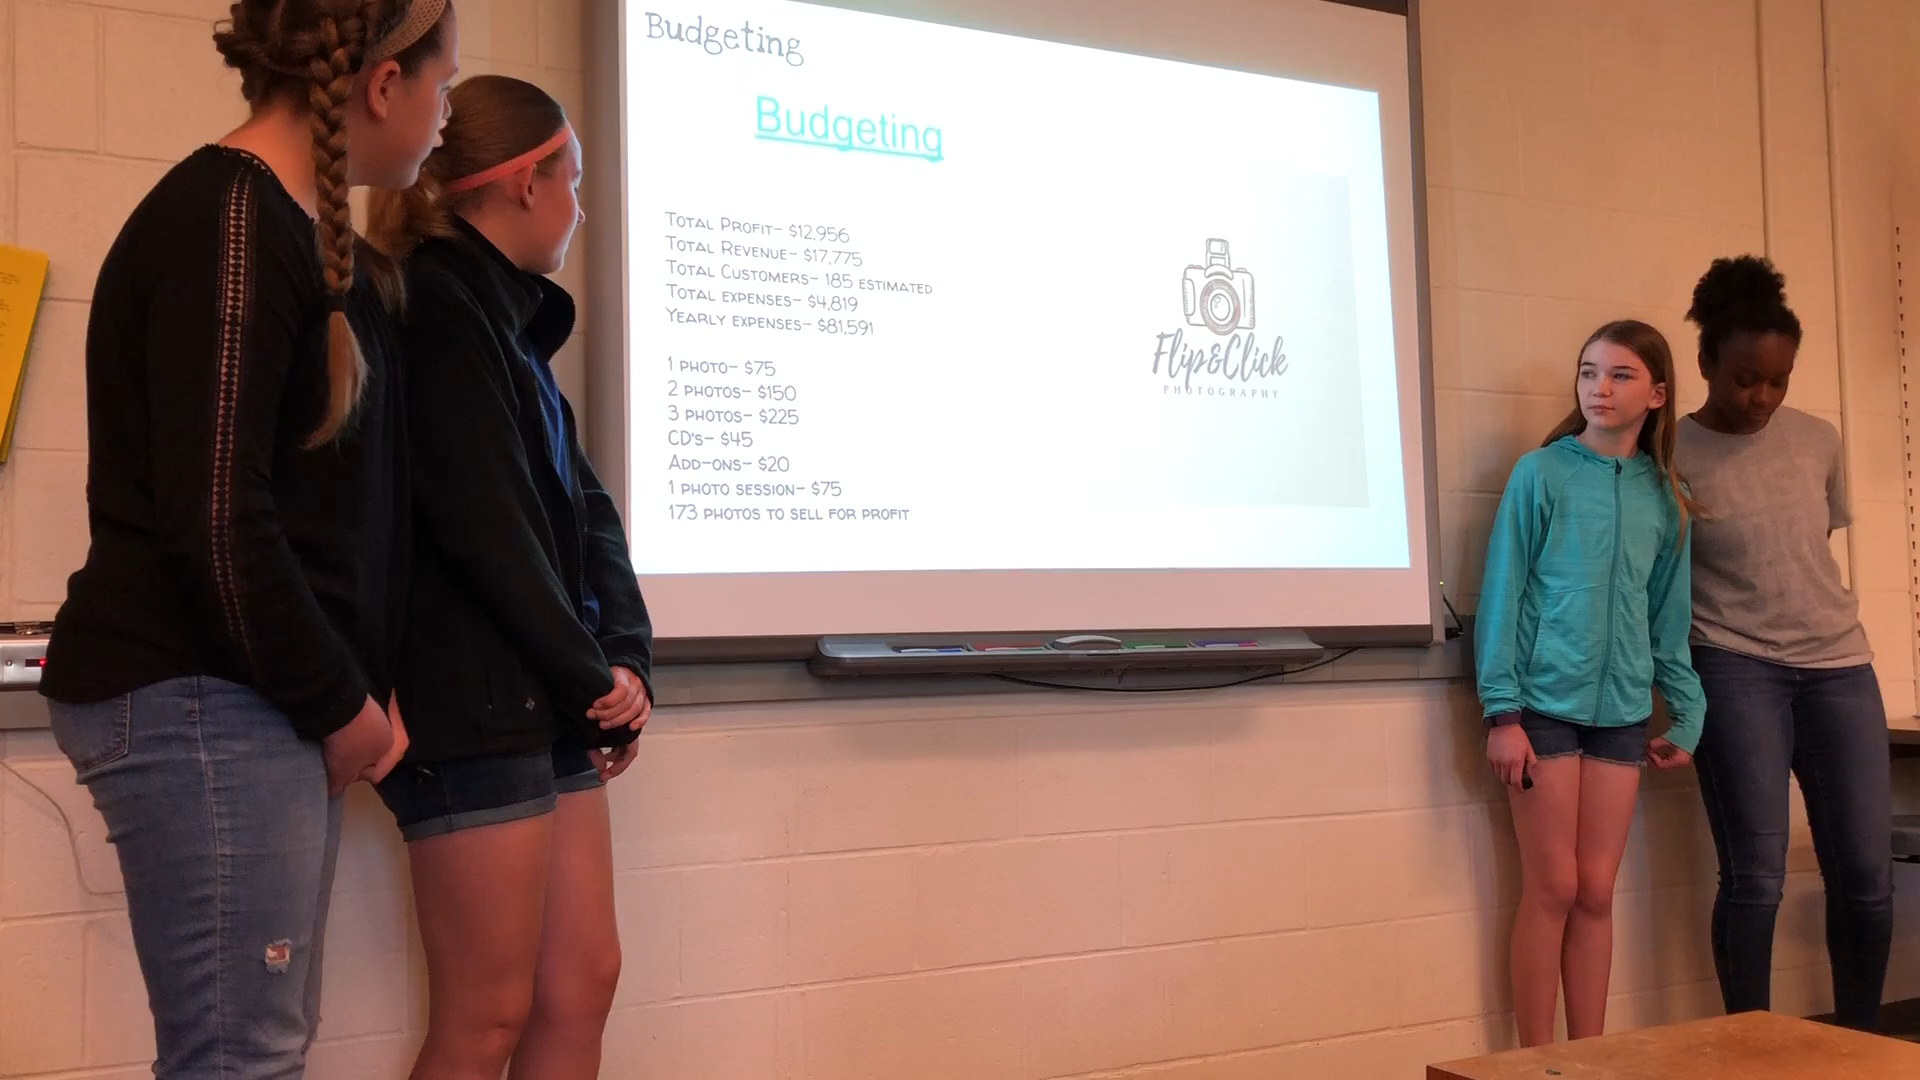 Budgeting
Budgeting
Total Profit- $12,956
Total Revenue- $17,775
Total Customers- 185 estimated
Total expenses- $4,819
Yearly expenses- $81,591
1 photo- $75
2 photos- $150
3 photos- $225
CD's- $45
Add-ons- $20
1 photo session- $75
173 photos to sell for profit
Flip&Click
PHOTOGRAPHY